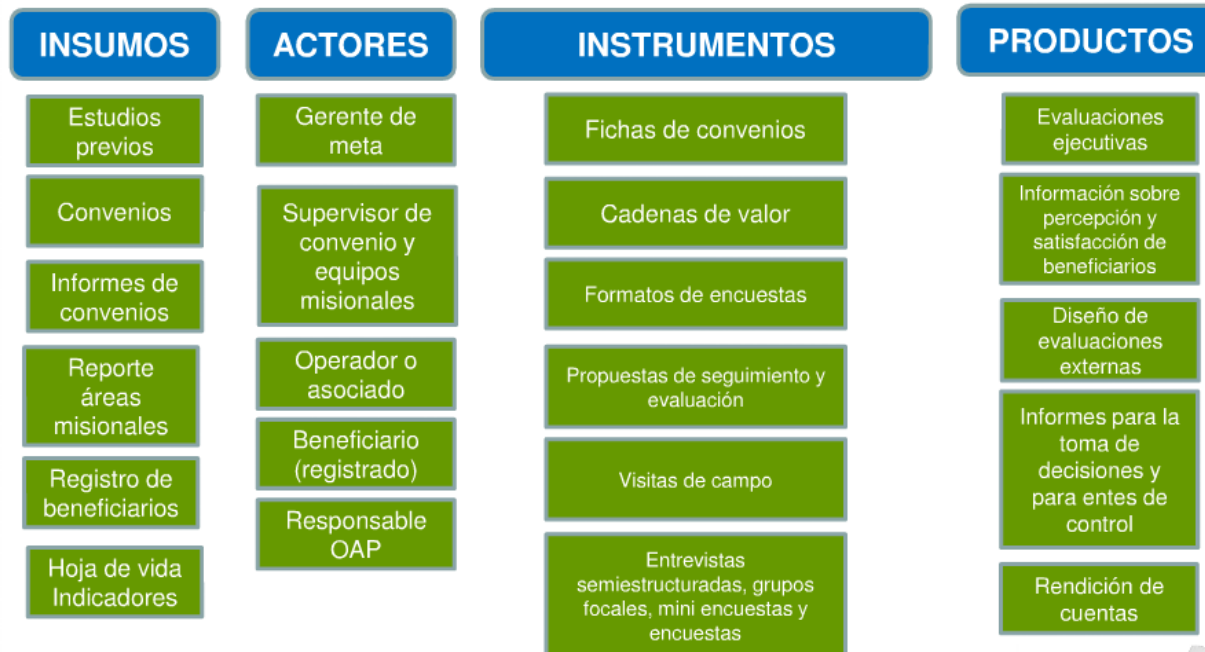 INSUMOS
Estudios
previos
Convenios
Informes de
convenios
Reporte
áreas
misionales
Registro de
beneficiarios
Hoja de vida
Indicadores
ACTORES
Gerente de
meta
Supervisor de
convenio y
equipos
misionales
Operador o
asociado
Beneficiario
(registrado)
Responsable
OAP
INSTRUMENTOS
Fichas de convenios
Cadenas de valor
Formatos de encuestas
Propuestas de seguimiento y
evaluación
Visitas de campo
Entrevistas
semiestructuradas, grupos
focales, mini encuestas y
encuestas
PRODUCTOS
Evaluaciones
ejecutivas
Información sobre
percepción y
satisfacción de
beneficiarios
Diseño de
evaluaciones
externas
Informes para la
toma de
decisiones y
para entes de
control
Rendición de
cuentas